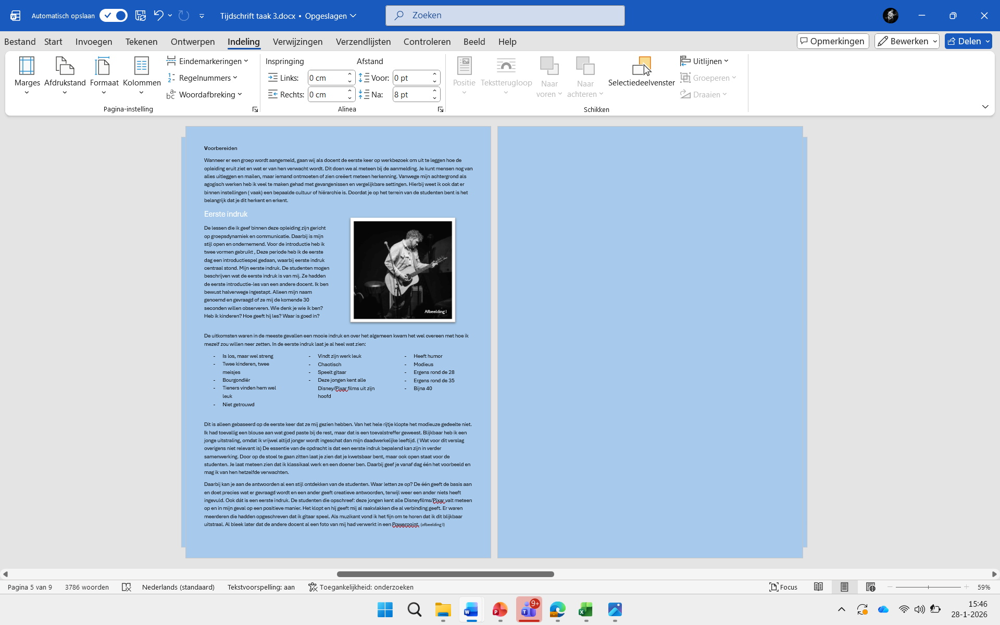 Automatisch opslaan
Tijdschrift taak 3.docx • Opgeslagen
Zoeken
Bestand Start Invoegen Tekenen Ontwerpen Indeling Verwijzingen Verzendlijsten Controleren Beeld Help
Opmerkingen Bewerken Delen
Marges Afdrukstand Formaat Kolommen
Eindemarkeringen
Regelnummers
Woordafbreking
Pagina-instelling
Inspringing Afstand
Links: 0 cm Voor: 0 pt
Rechts: 0 cm Na: 8 pt
Alinea
Positie Tekstterugloop Naar voren Naar achteren Selectiedeelvenster
Uitlijnen
Groeperen
Draaien
Schikken
Voorbereiden
Wanneer er een groep wordt aangemeld, gaan wij als docent de eerste keer op werkbezoek om uit te leggen hoe de
opleiding eruit ziet en wat er van hen verwacht wordt. Dit doen we al meteen bij de aanmelding. Je kunt mensen nog van
alles uitleggen en mailen, maar iemand ontmoeten of zien creëert meteen herkenning. Vanwege mijn achtergrond als
agogisch werken heb ik veel te maken gehad met gevangenissen en vergelijkbare settingen. Hierbij weet ik ook dat er
binnen instellingen ( vaak) een bepaalde cultuur of hiërarchie is. Doordat je op het terrein van de studenten bent is het
belangrijk dat je dit herkent en erkent.
Eerste indruk
De lessen die ik geef binnen deze opleiding zijn gericht
op groepsdynamiek en communicatie. Daarbij is mijn
stijl open en ondernemend. Voor de introductie heb ik
twee vormen gebruikt , Deze periode heb ik de eerste
dag een introductiespel gedaan, waarbij eerste indruk
centraal stond. Mijn eerste indruk. De studenten mogen
beschrijven wat de eerste indruk is van mij. Ze hadden
de eerste introductie-les van een andere docent. Ik ben
bewust halverwege ingestapt. Alleen mijn naam
genoemd en gevraagd of ze mij de komende 30
seconden willen observeren. Wie denk je wie ik ben?
Heb ik kinderen? Hoe geeft hij les? Waar is goed in?
Afbeelding I
De uitkomsten waren in de meeste gevallen een mooie indruk en over het algemeen kwam het wel overeen met hoe ik
mezelf zou willen neer zetten. In de eerste indruk laat je al heel wat zien:
- Is los, maar wel streng
- Twee kinderen, twee
meisjes
- Bourgondiër
- Tieners vinden hem wel
leuk
- Niet getrouwd
- Vindt zijn werk leuk
- Chaotisch
- Speelt gitaar
- Deze jongen kent alle
Disney/Pixar films uit zijn
hoofd
- Heeft humor
- Modieus
- Ergens rond de 28
- Ergens rond de 35
- Bijna 40
Dit is alleen gebaseerd op de eerste keer dat ze mij gezien hebben. Van het hele rijtje klopte het modieuze gedeelte niet.
Ik had toevallig een blouse aan wat goed paste bij de rest, maar dat is een toevalstreffer geweest. Blijkbaar heb ik een
jonge uitstraling, omdat ik vrijwel altijd jonger wordt ingeschat dan mijn daadwerkelijke leeftijd. ( Wat voor dit verslag
overigens niet relevant is) De essentie van de opdracht is dat een eerste indruk bepalend kan zijn in verder
samenwerking. Door op de stoel te gaan zitten laat je zien dat je kwetsbaar bent, maar ook open staat voor de
studenten. Je laat meteen zien dat ik klassikaal werk en een doener ben. Daarbij geef je vanaf dag één het voorbeeld en
mag ik van hen hetzelfde verwachten.
Daarbij kan je aan de antwoorden al een stijl ontdekken van de studenten. Waar letten ze op? De één geeft de basis aan
en doet precies wat er gevraagd wordt en een ander geeft creatieve antwoorden, terwijl weer een ander niets heeft
ingevuld. Ook dát is een eerste indruk. De studenten die opschreef: deze jongen kent alle Disneyfilms/Pixar valt meteen
op en in mijn geval op een positieve manier. Het klopt en hij geeft mij al raakvlakken die al verbinding geeft. Er waren
meerderen die hadden opgeschreven dat ik gitaar speel. Als muzikant vond ik het fijn om te horen dat ik dit blijkbaar
uitstraal. Al bleek later dat de andere docent al een foto van mij had verwerkt in een Powerpoint. (afbeelding I)
Pagina 5 van 9 3786 woorden Nederlands (standaard) Tekstvoorspelling: aan Toegankelijkheid: onderzoeken
Focus 59%
9+
15:46
28-1-2026